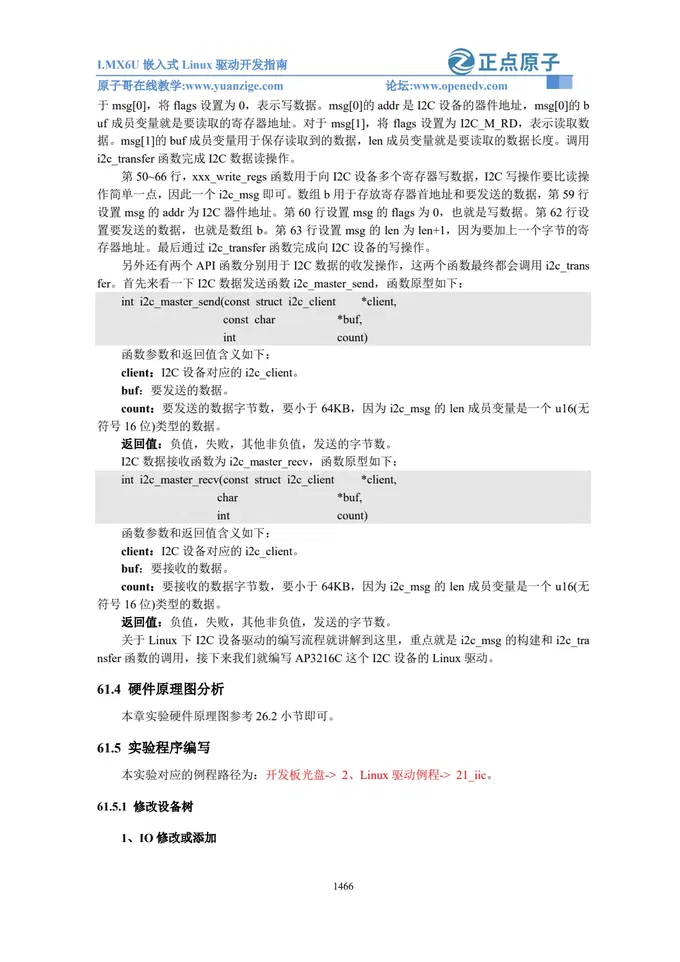 I.MX6U 嵌入式 Linux 驱动开发指南
正点原子
原子哥在线教学:www.yuanzige.com 论坛:www.openedv.com
于 msg[0]，将 flags 设置为 0，表示写数据。msg[0]的 addr 是 I2C 设备的器件地址，msg[0]的 b
uf 成员变量就是要读取的寄存器地址。对于 msg[1]，将 flags 设置为 I2C_M_RD，表示读取数
据。msg[1]的 buf 成员变量用于保存读取到的数据，len 成员变量就是要读取的数据长度。调用
i2c_transfer 函数完成 I2C 数据读操作。
第 50~66 行，xxx_write_regs 函数用于向 I2C 设备多个寄存器写数据，I2C 写操作要比读操
作简单一点，因此一个 i2c_msg 即可。数组 b 用于存放寄存器首地址和要发送的数据，第 59 行
设置 msg 的 addr 为 I2C 器件地址。第 60 行设置 msg 的 flags 为 0，也就是写数据。第 62 行设
置要发送的数据，也就是数组 b。第 63 行设置 msg 的 len 为 len+1，因为要加上一个字节的寄
存器地址。最后通过 i2c_transfer 函数完成向 I2C 设备的写操作。
另外还有两个 API 函数分别用于 I2C 数据的收发操作，这两个函数最终都会调用 i2c_trans
fer。首先来看一下 I2C 数据发送函数 i2c_master_send，函数原型如下：
int i2c_master_send(const struct i2c_client *client,
const char *buf,
int count)
函数参数和返回值含义如下：
client：I2C 设备对应的 i2c_client。
buf：要发送的数据。
count：要发送的数据字节数，要小于 64KB，因为 i2c_msg 的 len 成员变量是一个 u16(无
符号 16 位)类型的数据。
返回值：负值，失败，其他非负值，发送的字节数。
I2C 数据接收函数为 i2c_master_recv，函数原型如下：
int i2c_master_recv(const struct i2c_client *client,
char *buf,
int count)
函数参数和返回值含义如下：
client：I2C 设备对应的 i2c_client。
buf：要接收的数据。
count：要接收的数据字节数，要小于 64KB，因为 i2c_msg 的 len 成员变量是一个 u16(无
符号 16 位)类型的数据。
返回值：负值，失败，其他非负值，发送的字节数。
关于 Linux 下 I2C 设备驱动的编写流程就讲解到这里，重点就是 i2c_msg 的构建和 i2c_tra
nsfer 函数的调用，接下来我们就编写 AP3216C 这个 I2C 设备的 Linux 驱动。
61.4 硬件原理图分析
本章实验硬件原理图参考 26.2 小节即可。
61.5 实验程序编写
本实验对应的例程路径为：开发板光盘-> 2、Linux 驱动例程-> 21_iic。
61.5.1 修改设备树
1、IO 修改或添加
1466